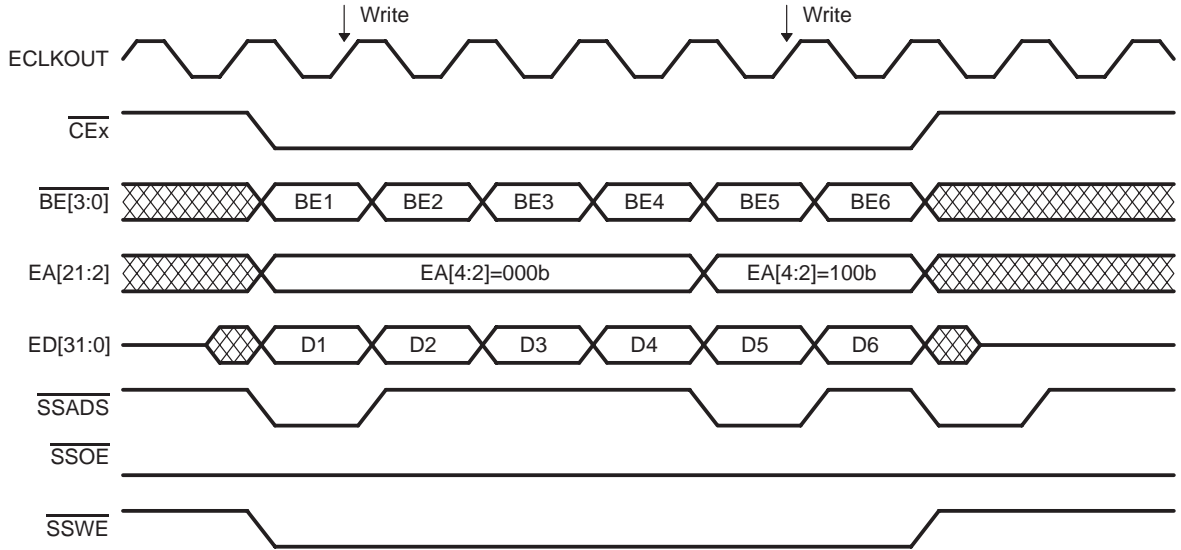 Write Write
ECLKOUT
CEx
BE[3:0] BE1 BE2 BE3 BE4 BE5 BE6
EA[21:2] EA[4:2]=000b EA[4:2]=100b
ED[31:0] D1 D2 D3 D4 D5 D6
SSADS
SSOE
SSWE